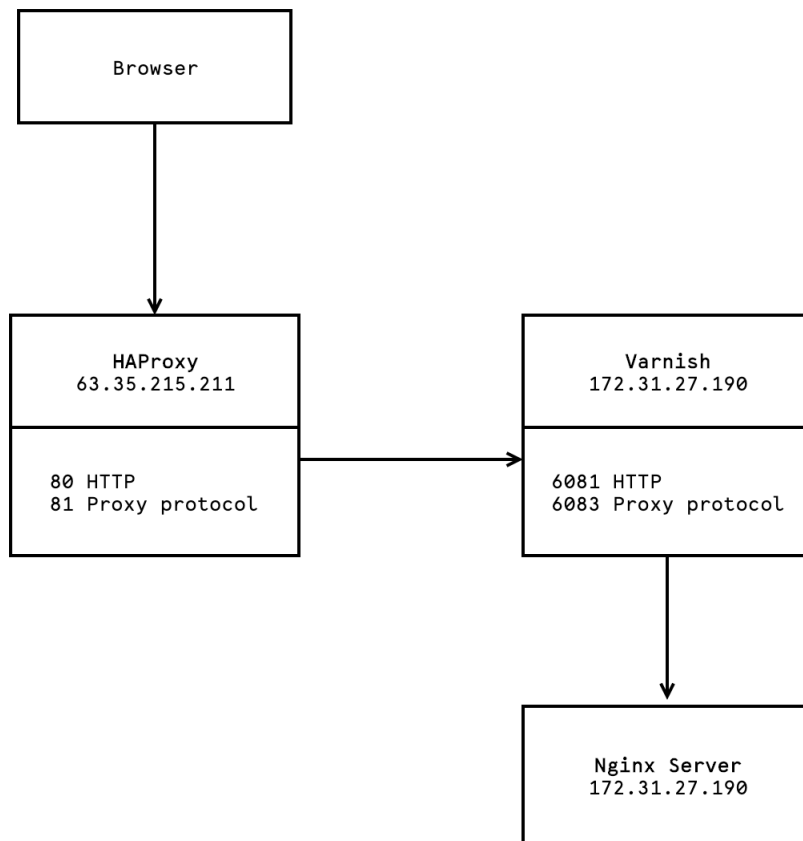 Browser
HAProxy
63.35.215.211
80 HTTP
81 Proxy protocol
Varnish
172.31.27.190
6081 HTTP
6083 Proxy protocol
Nginx Server
172.31.27.190